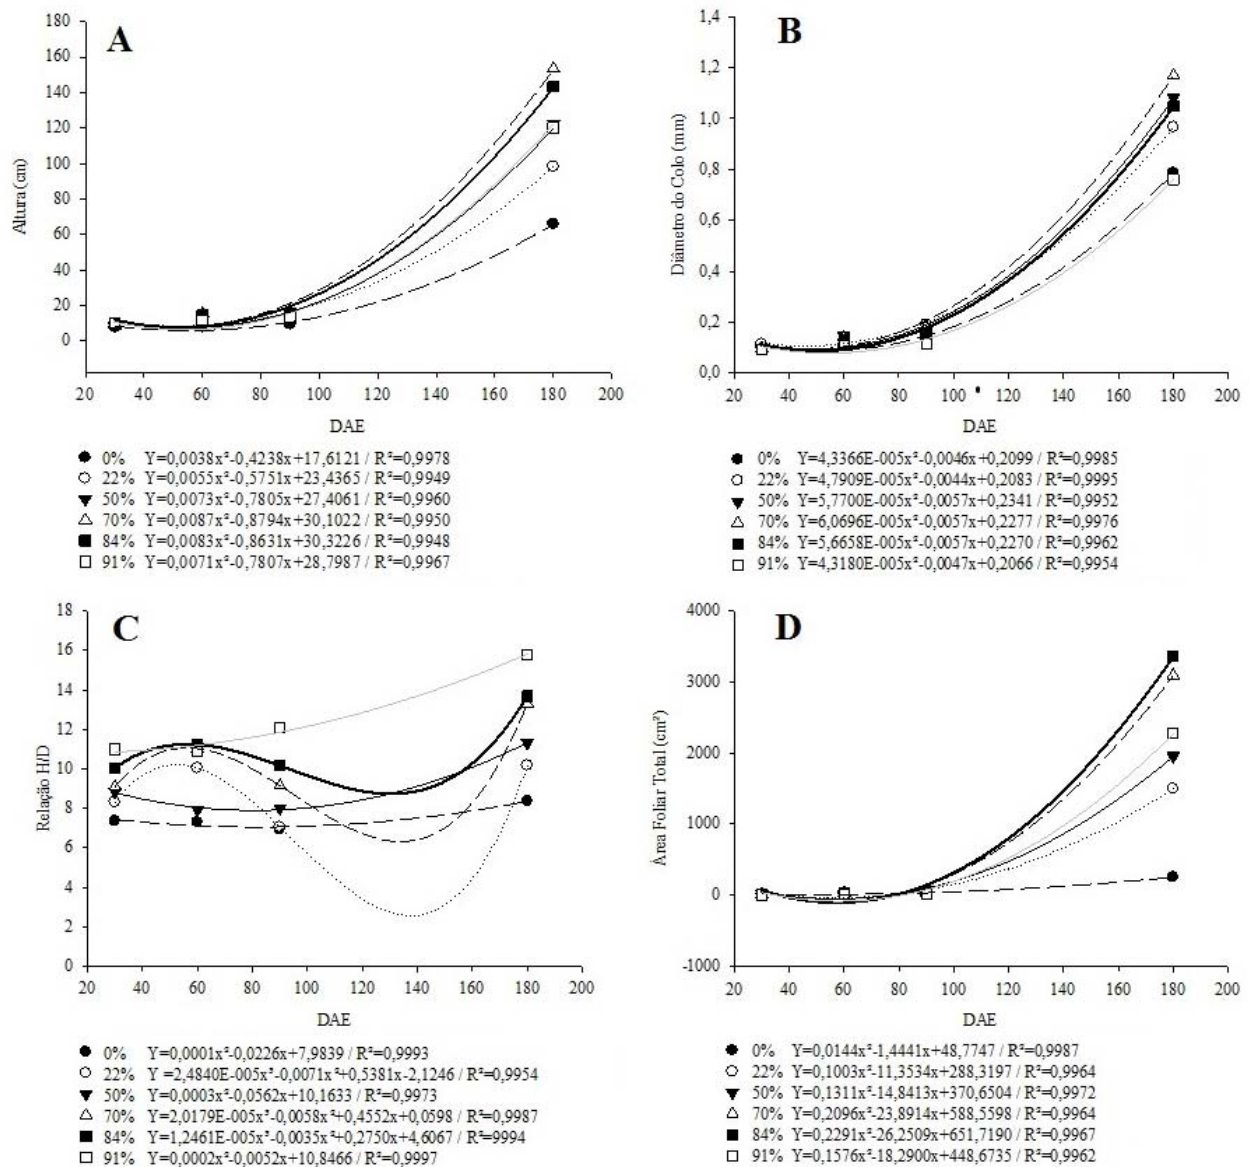 A
Altura (cm)
180
160
140
120
100
80
60
40
20
0
20 40 60 80 100 120 140 160 180 200
DAE
0% Y=0,0038x²-0,4238x+17,6121 / R²=0,9978
22% Y=0,0055x²-0,5751x+23,4365 / R²=0,9949
50% Y=0,0073x²-0,7805x+27,4061 / R²=0,9960
70% Y=0,0087x²-0,8794x+30,1022 / R²=0,9950
84% Y=0,0083x²-0,8631x+30,3226 / R²=0,9948
91% Y=0,0071x²-0,7807x+28,7987 / R²=0,9967
B
Diâmetro do Colo (mm)
1,4
1,2
1,0
0,8
0,6
0,4
0,2
0,0
20 40 60 80 100 120 140 160 180 200
DAE
0% Y=4,3366E-005x²-0,0046x+0,2099 / R²=0,9985
22% Y=4,7909E-005x²-0,0044x+0,2083 / R²=0,9995
50% Y=5,7700E-005x²-0,0057x+0,2341 / R²=0,9952
70% Y=6,0696E-005x²-0,0057x+0,2277 / R²=0,9976
84% Y=5,6658E-005x²-0,0057x+0,2270 / R²=0,9962
91% Y=4,3180E-005x²-0,0047x+0,2066 / R²=0,9954
C
Relação H/D
18
16
14
12
10
8
6
4
2
0
20 40 60 80 100 120 140 160 180 200
DAE
0% Y=0,0001x²-0,0226x+7,9839 / R²=0,9993
22% Y =2,4840E-005x³-0,0071x²+0,5381x-2,1246 / R²=0,9954
50% Y=0,0003x²-0,0562x+10,1633 / R²=0,9973
70% Y=2,0179E-005x³-0,0058x²+0,4552x+0,0598 / R²=0,9987
84% Y=1,2461E-005x³-0,0035x²+0,2750x+4,6067 / R²=9994
91% Y=0,0002x²-0,0052x+10,8466 / R²=0,9997
D
Área Foliar Total (cm²)
4000
3000
2000
1000
0
-1000
20 40 60 80 100 120 140 160 180 200
DAE
0% Y=0,0144x²-1,4441x+48,7747 / R²=0,9987
22% Y=0,1003x²-11,3534x+288,3197 / R²=0,9964
50% Y=0,1311x²-14,8413x+370,6504 / R²=0,9972
70% Y=0,2096x²-23,8914x+588,5598 / R²=0,9964
84% Y=0,2291x²-26,2509x+651,7190 / R²=0,9967
91% Y=0,1576x²-18,2900x+448,6735 / R²=0,9962